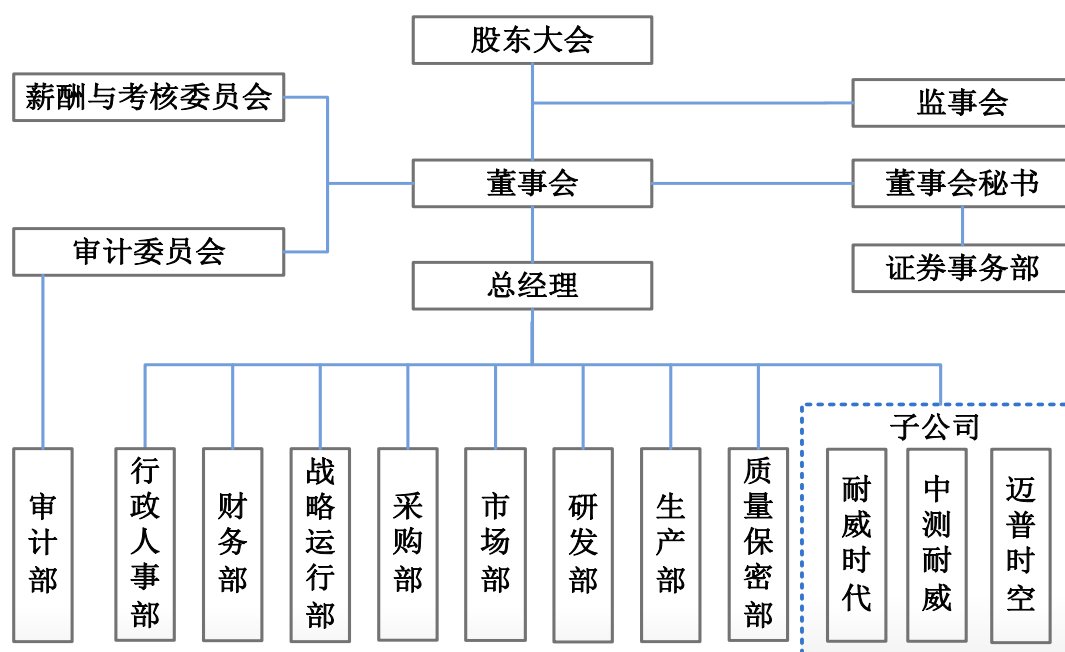 股东大会
薪酬与考核委员会
监事会
董事会
董事会秘书
审计委员会
证券事务部
总经理
子公司
审计部
行政人事部
财务部
战略运行部
采购部
市场部
研发部
生产部
质量保密部
耐威时代
中测耐威
迈普时空